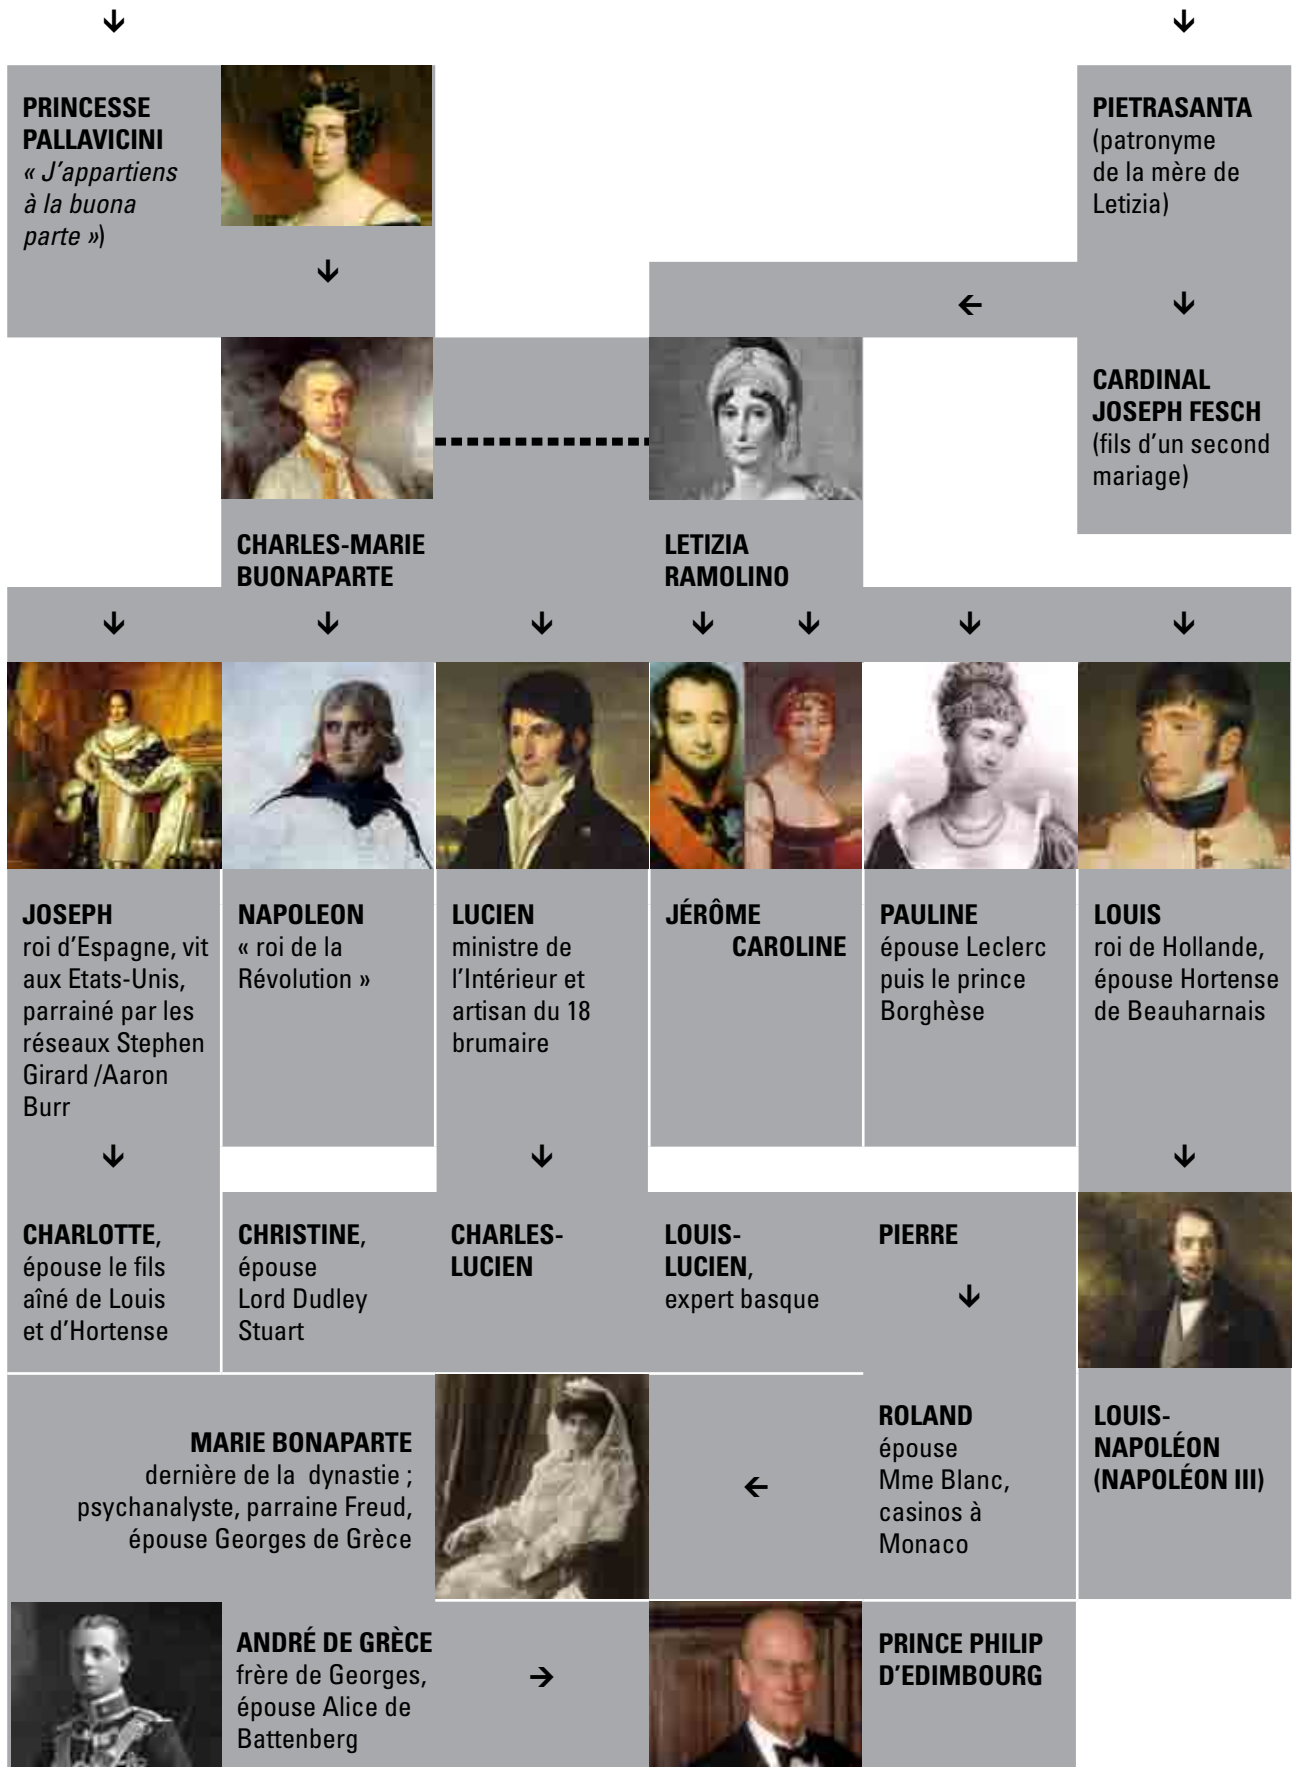 PRINCESSE
PALLAVICINI
« J'appartiens
à la buona
parte »)
PIETRASANTA
(patronyme
de la mère de
Letizia)
CARDINAL
JOSEPH FESCH
(fils d'un second
mariage)
CHARLES-MARIE
BUONAPARTE
LETIZIA
RAMOLINO
JOSEPH
roi d'Espagne, vit
aux Etats-Unis,
parrainé par les
réseaux Stephen
Girard /Aaron
Burr
NAPOLEON
« roi de la
Révolution »
LUCIEN
ministre de
l'Intérieur et
artisan du 18
brumaire
JÉRÔME
CAROLINE
PAULINE
épouse Leclerc
puis le prince
Borghèse
LOUIS
roi de Hollande,
épouse Hortense
de Beauharnais
CHARLOTTE,
épouse le fils
aîné de Louis
et d'Hortense
CHRISTINE,
épouse
Lord Dudley
Stuart
CHARLES-
LUCIEN
LOUIS-
LUCIEN,
expert basque
PIERRE
MARIE BONAPARTE
dernière de la dynastie ;
psychanalyste, parraine Freud,
épouse Georges de Grèce
ROLAND
épouse
Mme Blanc,
casinos à
Monaco
LOUIS-
NAPOLÉON
(NAPOLÉON III)
ANDRÉ DE GRÈCE
frère de Georges,
épouse Alice de
Battenberg
PRINCE PHILIP
D'EDIMBOURG